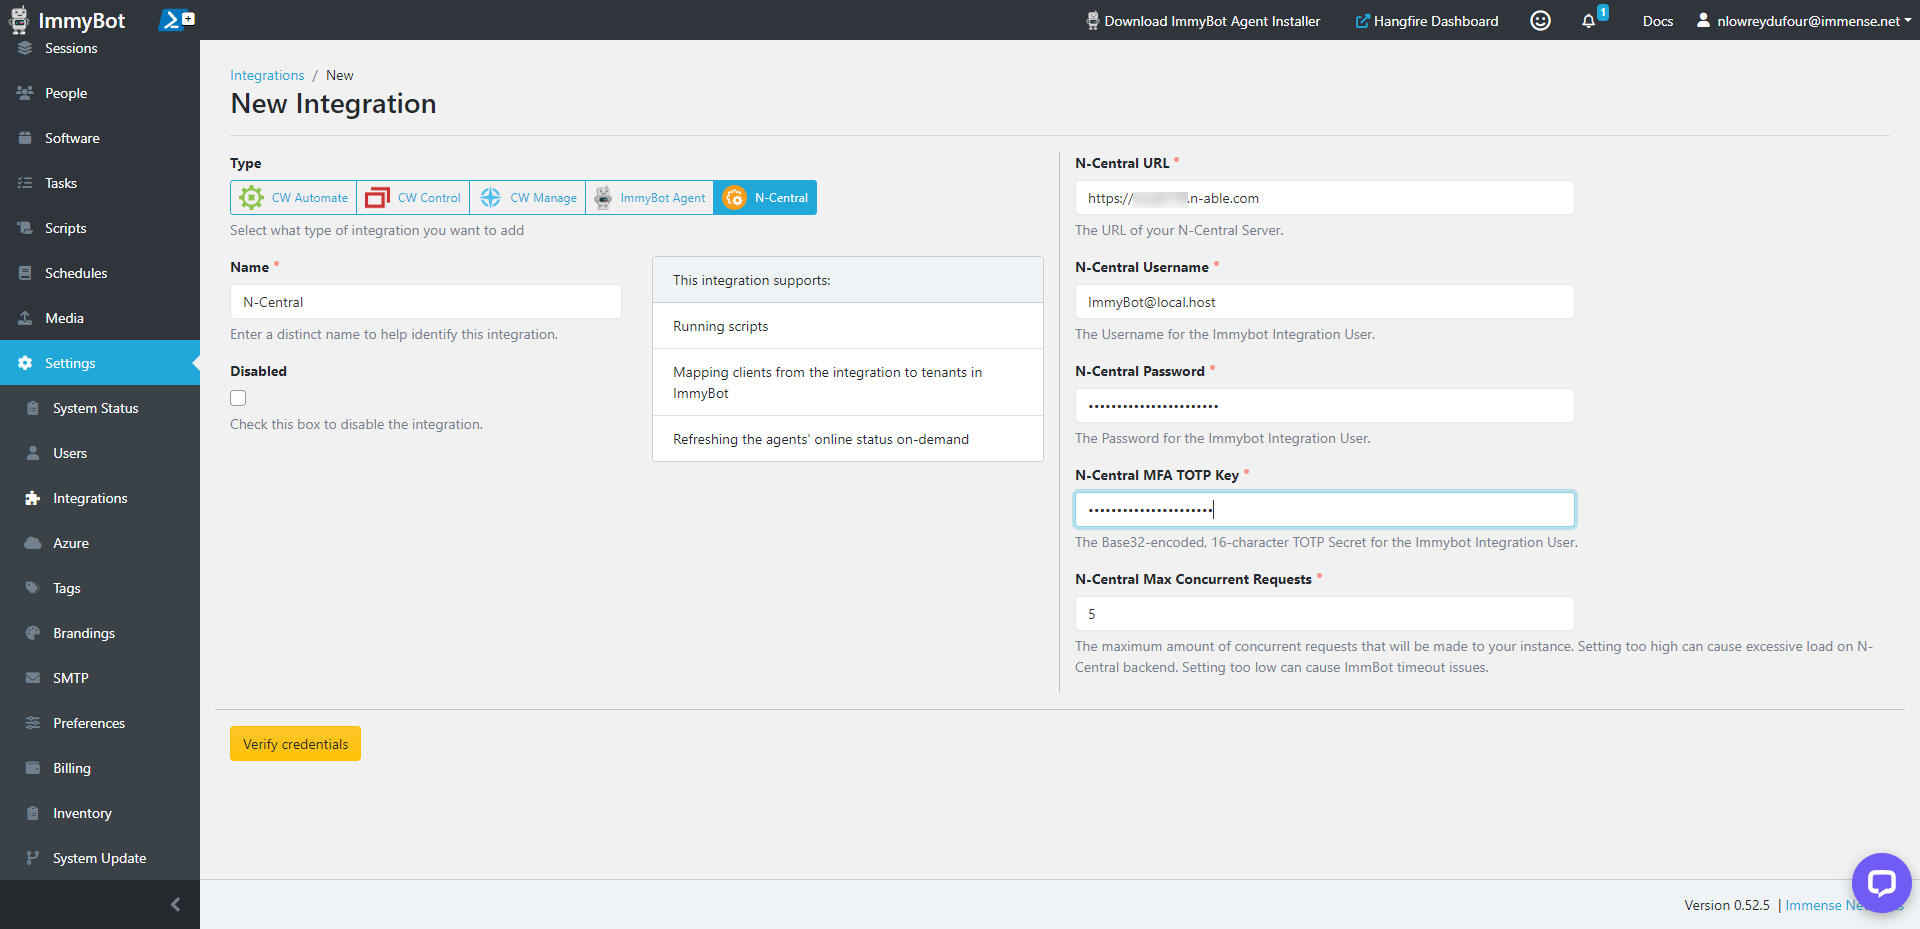 ImmyBot
Download ImmyBot Agent Installer
Hangfire Dashboard
1
Docs
nlowreydufour@immense.net
Sessions
People
Software
Tasks
Scripts
Schedules
Media
Settings
System Status
Users
Integrations
Azure
Tags
Brandings
SMTP
Preferences
Billing
Inventory
System Update
Integrations / New
New Integration
Type
CW Automate
CW Control
CW Manage
ImmyBot Agent
N-Central
Select what type of integration you want to add
Name *
N-Central
Enter a distinct name to help identify this integration.
Disabled
Check this box to disable the integration.
This integration supports:
Running scripts
Mapping clients from the integration to tenants in
ImmyBot
Refreshing the agents' online status on-demand
N-Central URL *
https:// .n-able.com
The URL of your N-Central Server.
N-Central Username *
ImmyBot@local.host
The Username for the Immybot Integration User.
N-Central Password *
•••••••••••••••••••••••
The Password for the Immybot Integration User.
N-Central MFA TOTP Key *
••••••••••••••••••••••
The Base32-encoded, 16-character TOTP Secret for the Immybot Integration User.
N-Central Max Concurrent Requests *
5
The maximum amount of concurrent requests that will be made to your instance. Setting too high can cause excessive load on N-
Central backend. Setting too low can cause ImmBot timeout issues.
Verify credentials
Version 0.52.5 | Immense